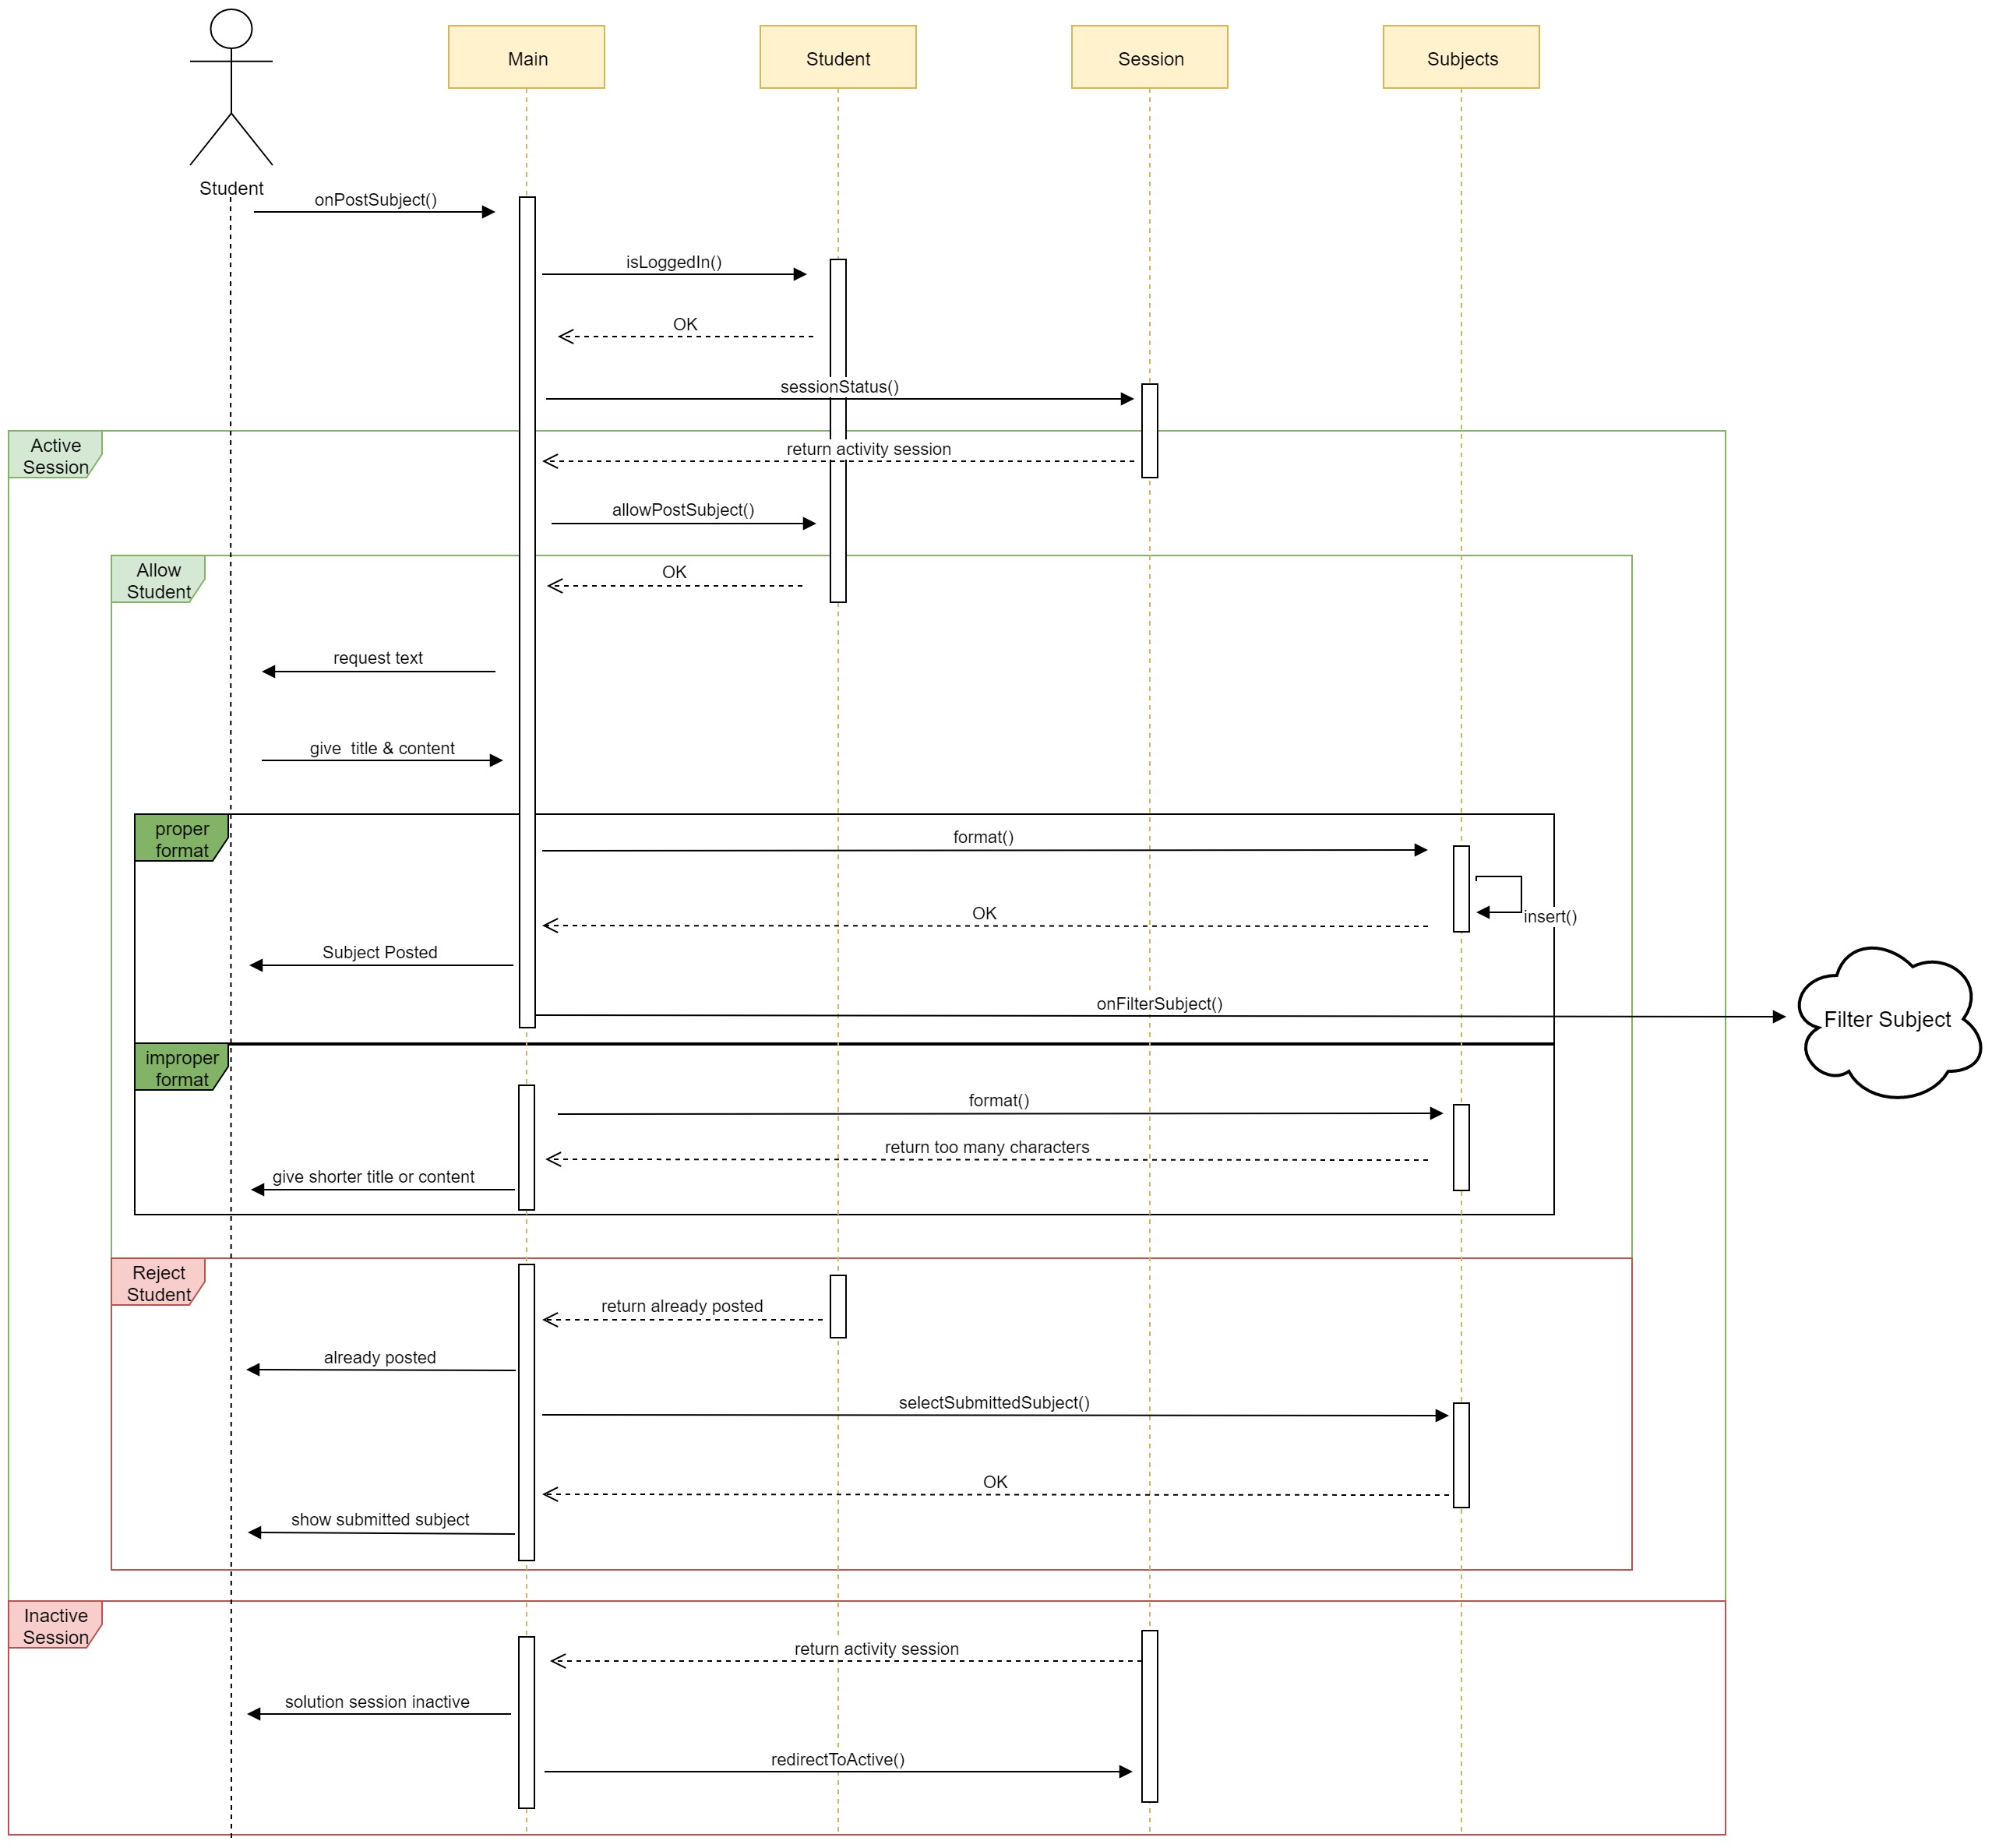 Main
Student
Session
Subjects
Student
onPostSubject()
isLoggedIn()
OK
sessionStatus()
Active
Session
return activity session
allowPostSubject()
Allow
Student
OK
request text
give  title & content
proper
format
format()
insert()
OK
Subject Posted
onFilterSubject()
Filter Subject
improper
format
format()
return too many characters
give shorter title or content
Reject
Student
return already posted
already posted
selectSubmittedSubject()
OK
show submitted subject
Inactive
Session
return activity session
solution session inactive
redirectToActive()